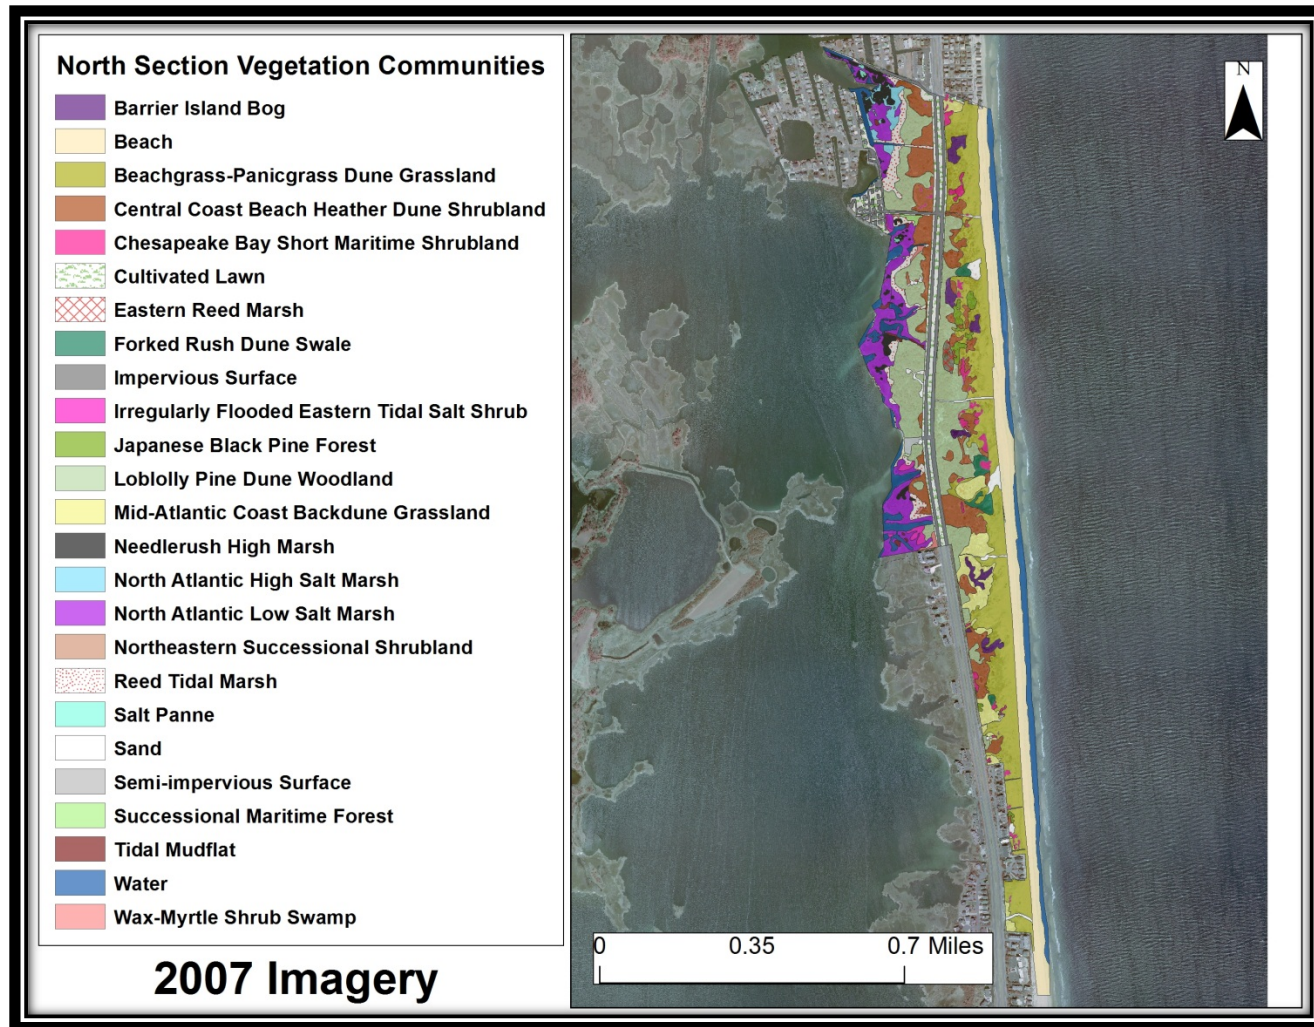 North Section Vegetation Communities
Barrier Island Bog
Beach
Beachgrass-Panicgrass Dune Grassland
Central Coast Beach Heather Dune Shrubland
Chesapeake Bay Short Maritime Shrubland
Cultivated Lawn
Eastern Reed Marsh
Forked Rush Dune Swale
Impervious Surface
Irregularly Flooded Eastern Tidal Salt Shrub
Japanese Black Pine Forest
Loblolly Pine Dune Woodland
Mid-Atlantic Coast Backdune Grassland
Needlerush High Marsh
North Atlantic High Salt Marsh
North Atlantic Low Salt Marsh
Northeastern Successional Shrubland
Reed Tidal Marsh
Salt Panne
Sand
Semi-impervious Surface
Successional Maritime Forest
Tidal Mudflat
Water
Wax-Myrtle Shrub Swamp
2007 Imagery
N
0 0.35 0.7 Miles